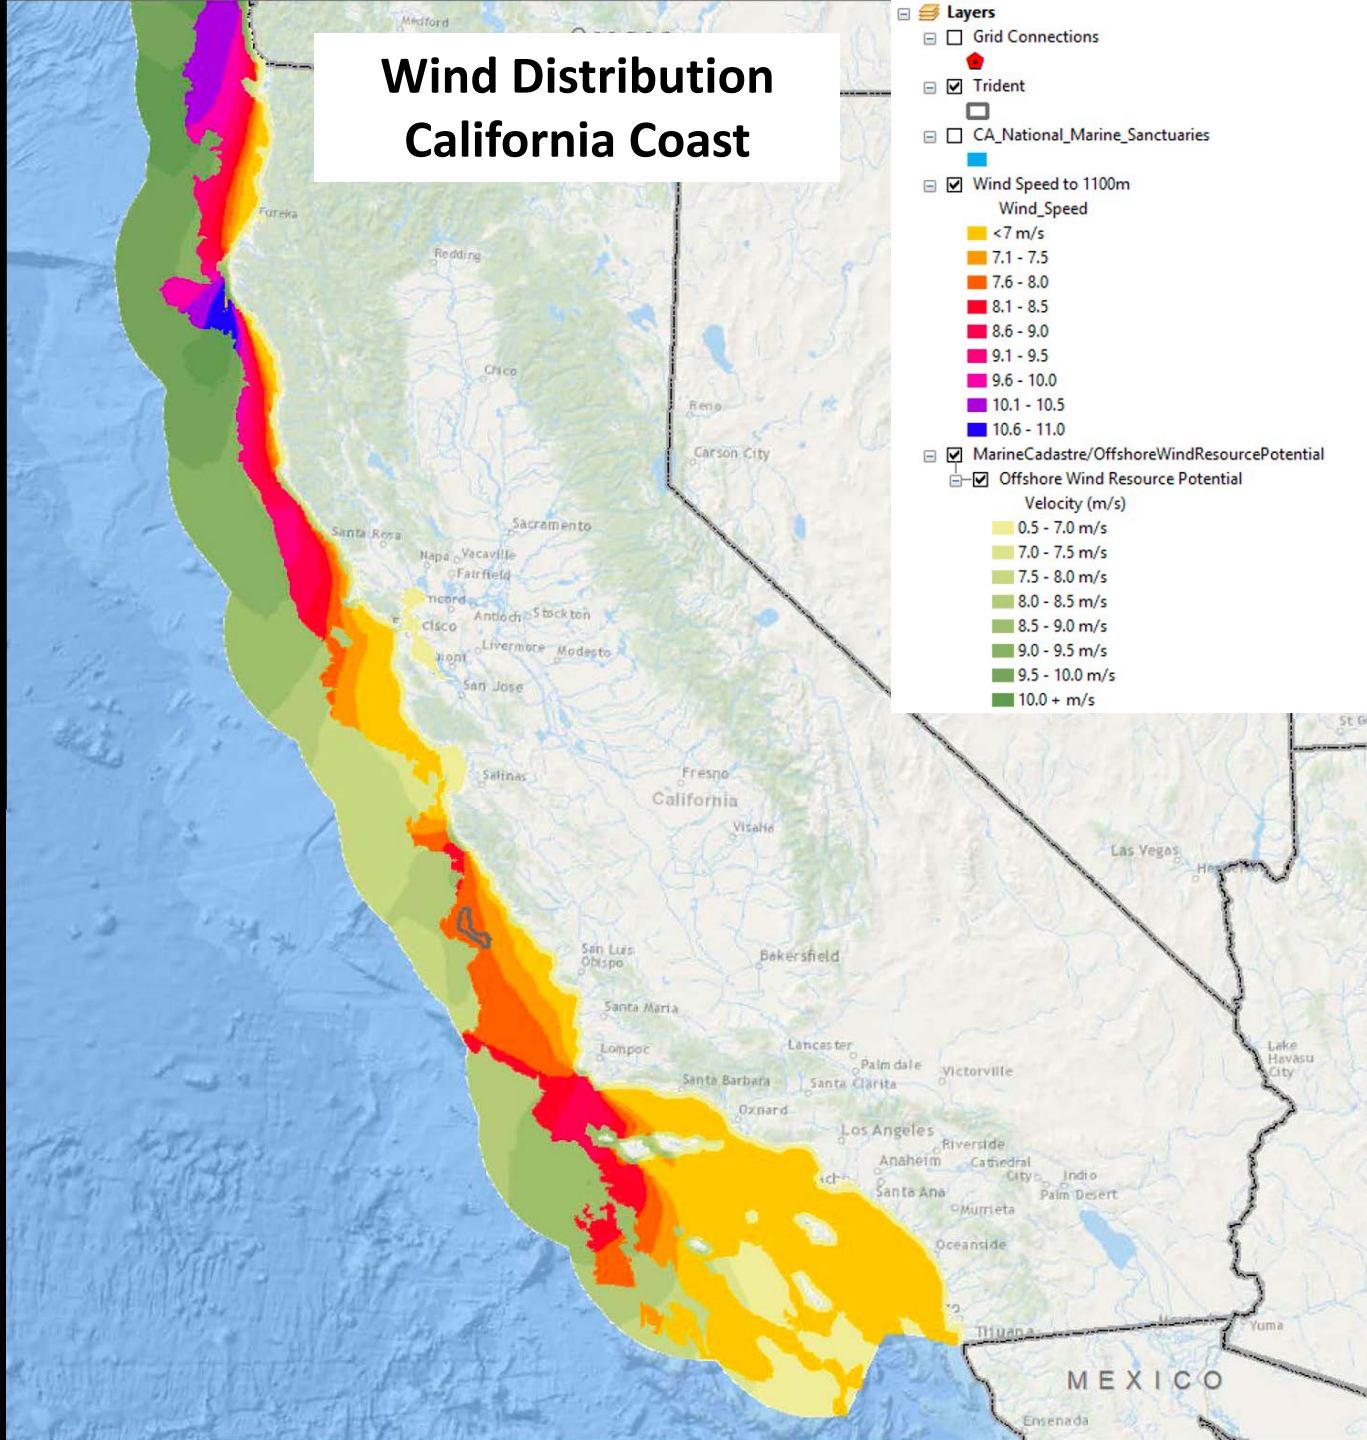 Wind Distribution
California Coast
Layers
Grid Connections
Trident
CA_National_Marine_Sanctuaries
Wind Speed to 1100m
Wind_Speed
<7 m/s
7.1 - 7.5
7.6 - 8.0
8.1 - 8.5
8.6 - 9.0
9.1 - 9.5
9.6 - 10.0
10.1 - 10.5
10.6 - 11.0
MarineCadastre/OffshoreWindResourcePotential
Offshore Wind Resource Potential
Velocity (m/s)
0.5 - 7.0 m/s
7.0 - 7.5 m/s
7.5 - 8.0 m/s
8.0 - 8.5 m/s
8.5 - 9.0 m/s
9.0 - 9.5 m/s
9.5 - 10.0 m/s
10.0 + m/s
Medford
Eureka
Redding
Chico
Reno
Carson City
Santa Rosa
Sacramento
Napa
Vacaville
Fairfield
Antioch
Stockton
Livermore
Modesto
San Jose
Salinas
Fresno
California
Visalia
Las Vegas
San Luis
Obispo
Bakersfield
Santa Maria
Lompoc
Lancaster
Palmdale
Victorville
Santa Barbara
Santa Clarita
Lake
Havasu
City
Oxnard
Los Angeles
Riverside
Anaheim
Cathedral
City
Indio
Santa Ana
Palm Desert
Murrieta
Oceanside
Tijuana
Yuma
MEXICO
Ensenada